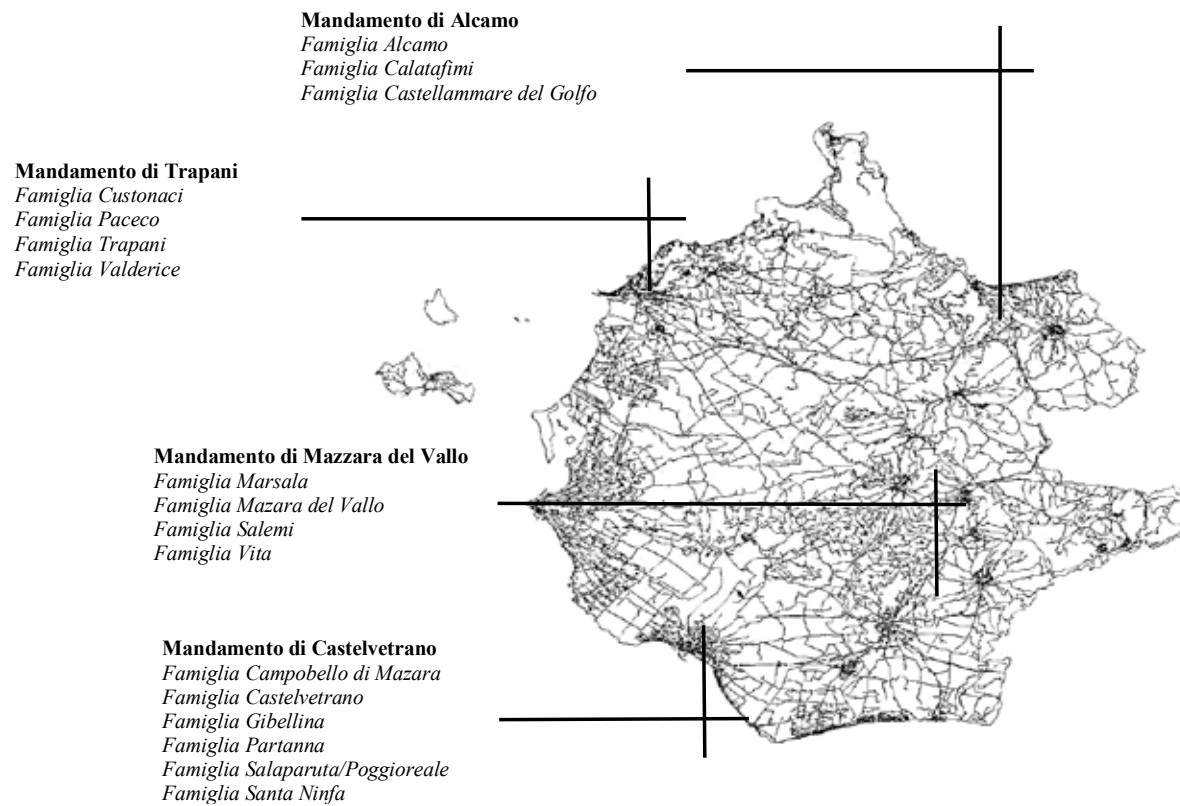 Mandamento di Alcamo
Famiglia Alcamo
Famiglia Calatafimi
Famiglia Castellammare del Golfo
Mandamento di Trapani
Famiglia Custonaci
Famiglia Paceco
Famiglia Trapani
Famiglia Valderice
Mandamento di Mazzara del Vallo
Famiglia Marsala
Famiglia Mazara del Vallo
Famiglia Salemi
Famiglia Vita
Mandamento di Castelvetrano
Famiglia Campobello di Mazara
Famiglia Castelvetrano
Famiglia Gibellina
Famiglia Partanna
Famiglia Salaparuta/Poggioreale
Famiglia Santa Ninfa